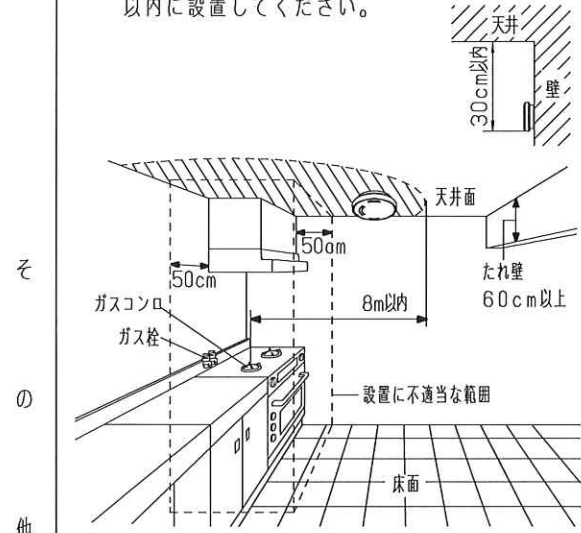 以内に設置してください。
天井
30cm以内
壁
天井面
50cm
50cm
たれ壁
60cm以上
8m以内
ガスコンロ
ガス栓
設置に不適当な範囲
床面
その他